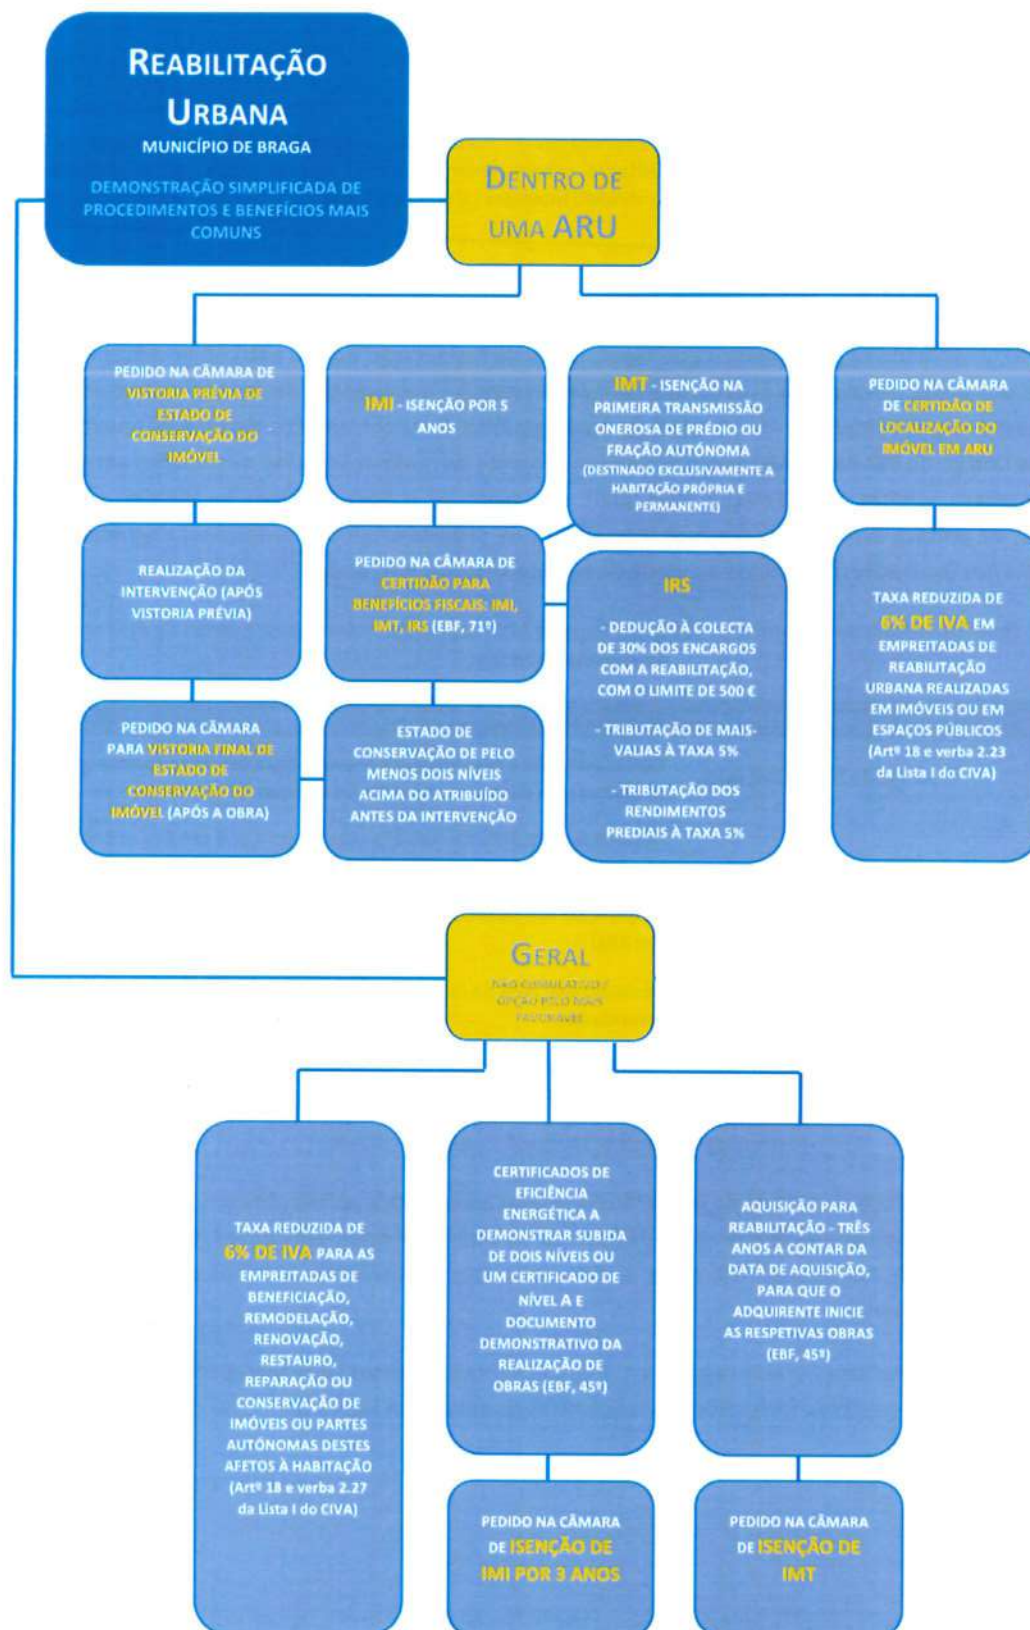 REABILITAÇÃO
URBANA
MUNICÍPIO DE BRAGA
DEMONSTRAÇÃO SIMPLIFICADA DE
PROCEDIMENTOS E BENEFÍCIOS MAIS
COMUNS
DENTRO DE
UMA ARU
PEDIDO NA CÂMARA DE
VISTORIA PRÉVIA DE
ESTADO DE
CONSERVAÇÃO DO
IMÓVEL
REALIZAÇÃO DA
INTERVENÇÃO (APÓS
VISTORIA PRÉVIA)
PEDIDO NA CÂMARA
PARA VISTORIA FINAL DE
ESTADO DE
CONSERVAÇÃO DO
IMÓVEL (APÓS A OBRA)
ESTADO DE
CONSERVAÇÃO DE PELO
MENOS DOIS NÍVEIS
ACIMA DO ATRIBUÍDO
ANTES DA INTERVENÇÃO
PEDIDO NA CÂMARA DE
CERTIDÃO PARA
BENEFÍCIOS FISCAIS: IMI,
IMT, IRS (EBF, 71º)
IMI - ISENÇÃO POR 5
ANOS
IMT - ISENÇÃO NA
PRIMEIRA TRANSMISSÃO
ONEROSA DE PRÉDIO OU
FRAÇÃO AUTÓNOMA
(DESTINADO EXCLUSIVAMENTE A
HABITAÇÃO PRÓPRIA E
PERMANENTE)
IRS
- DEDUÇÃO À COLECTA
DE 30% DOS ENCARGOS
COM A REABILITAÇÃO,
COM O LIMITE DE 500 €
- TRIBUTAÇÃO DE MAIS-
VALIAS À TAXA 5%
- TRIBUTAÇÃO DOS
RENDIMENTOS
PREDIAIS À TAXA 5%
PEDIDO NA CÂMARA
DE CERTIDÃO DE
LOCALIZAÇÃO DO
IMÓVEL EM ARU
TAXA REDUZIDA DE
6% DE IVA EM
EMPREITADAS DE
REABILITAÇÃO
URBANA REALIZADAS
EM IMÓVEIS OU EM
ESPAÇOS PÚBLICOS
(Artº 18 e verba 2.23
da Lista I do CIVA)
GERAL
NÃO CUMULATIVO /
OPÇÃO PELO MAIS
FAVORÁVEL
TAXA REDUZIDA DE
6% DE IVA PARA AS
EMPREITADAS DE
BENEFICIAÇÃO,
REMODELAÇÃO,
RENOVAÇÃO,
RESTAURO,
REPARAÇÃO OU
CONSERVAÇÃO DE
IMÓVEIS OU PARTES
AUTÓNOMAS DESTES
AFETOS À HABITAÇÃO
(Artº 18 e verba 2.27
da Lista I do CIVA)
CERTIFICADOS DE
EFICIÊNCIA
ENERGÉTICA A
DEMONSTRAR SUBIDA
DE DOIS NÍVEIS OU
UM CERTIFICADO DE
NÍVEL A E
DOCUMENTO
DEMONSTRATIVO DA
REALIZAÇÃO DE
OBRAS (EBF, 45º)
PEDIDO NA CÂMARA
DE ISENÇÃO DE
IMI POR 3 ANOS
AQUISIÇÃO PARA
REABILITAÇÃO - TRÊS
ANOS A CONTAR DA
DATA DE AQUISIÇÃO,
PARA QUE O
ADQUIRENTE INICIE
AS RESPETIVAS OBRAS
(EBF, 45º)
PEDIDO NA CÂMARA
DE ISENÇÃO DE
IMT